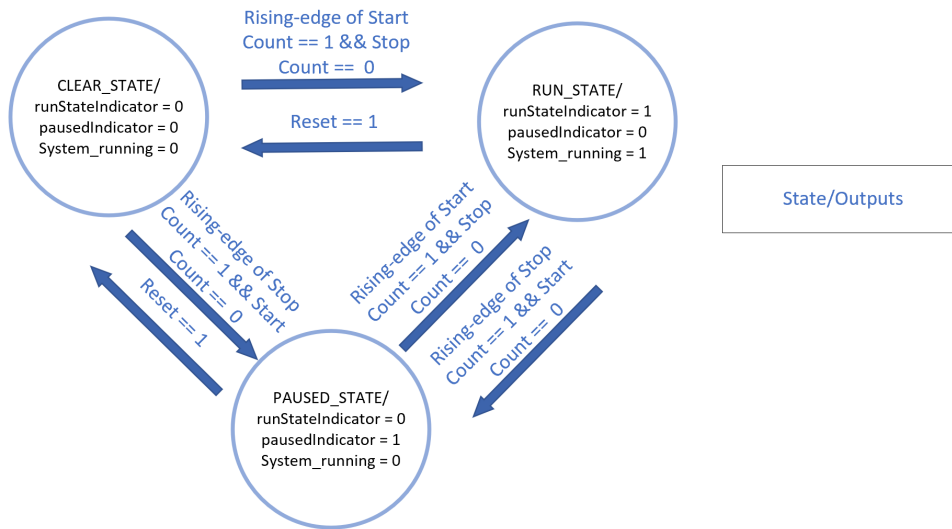 Rising-edge of Start
Count == 1 && Stop
Count == 0
CLEAR_STATE/
runStateIndicator = 0
pausedIndicator = 0
System_running = 0
RUN_STATE/
runStateIndicator = 1
pausedIndicator = 0
System_running = 1
Reset == 1
State/Outputs
Rising-edge of Stop
Count == 1 && Start
Count == 0
Reset == 1
Rising-edge of Start
Count == 1 && Stop
Count == 0
Rising-edge of Stop
Count == 1 && Start
Count == 0
PAUSED_STATE/
runStateIndicator = 0
pausedIndicator = 1
System_running = 0